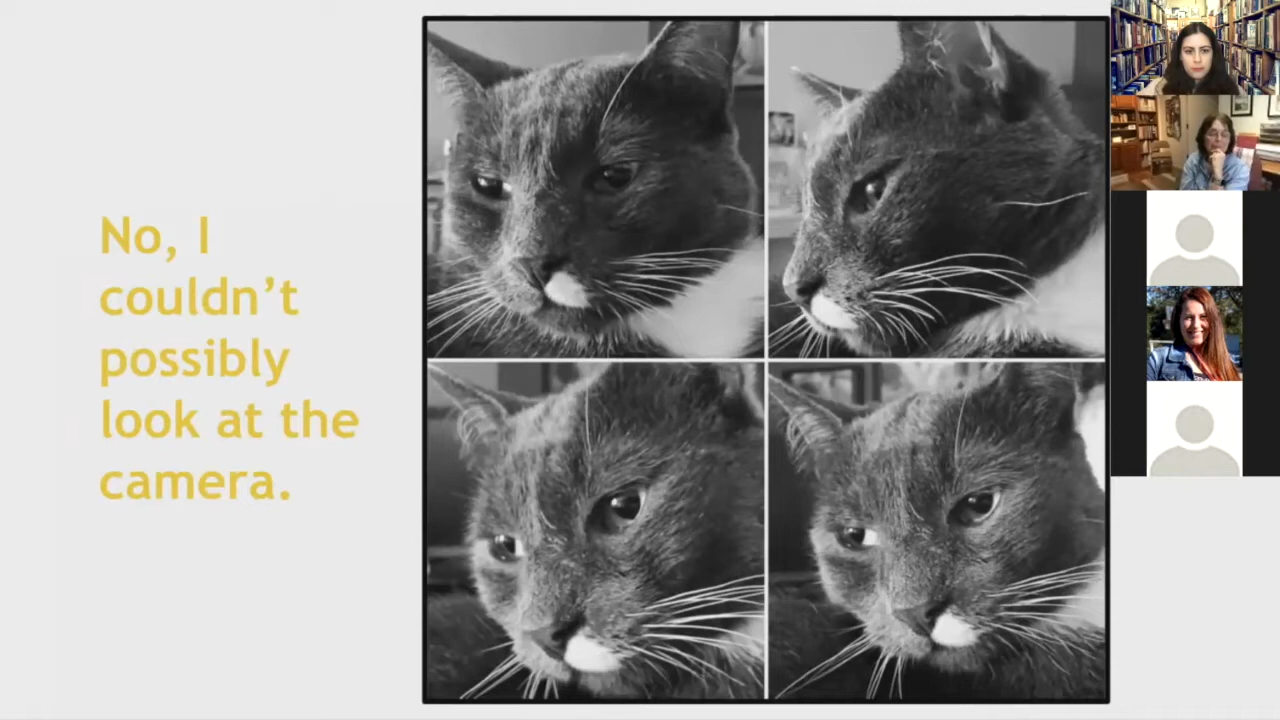 No, I
couldn’t
possibly
look at the
camera.